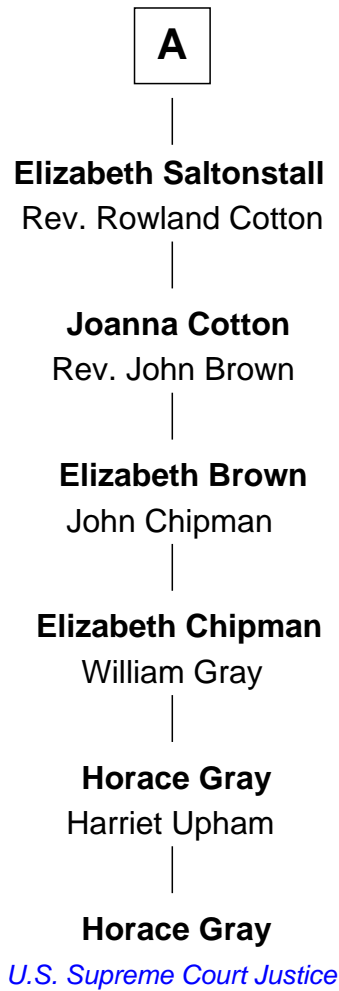 A
Elizabeth Saltonstall
Rev. Rowland Cotton
Joanna Cotton
Rev. John Brown
Elizabeth Brown
John Chipman
Elizabeth Chipman
William Gray
Horace Gray
Harriet Upham
Horace Gray
U.S. Supreme Court Justice